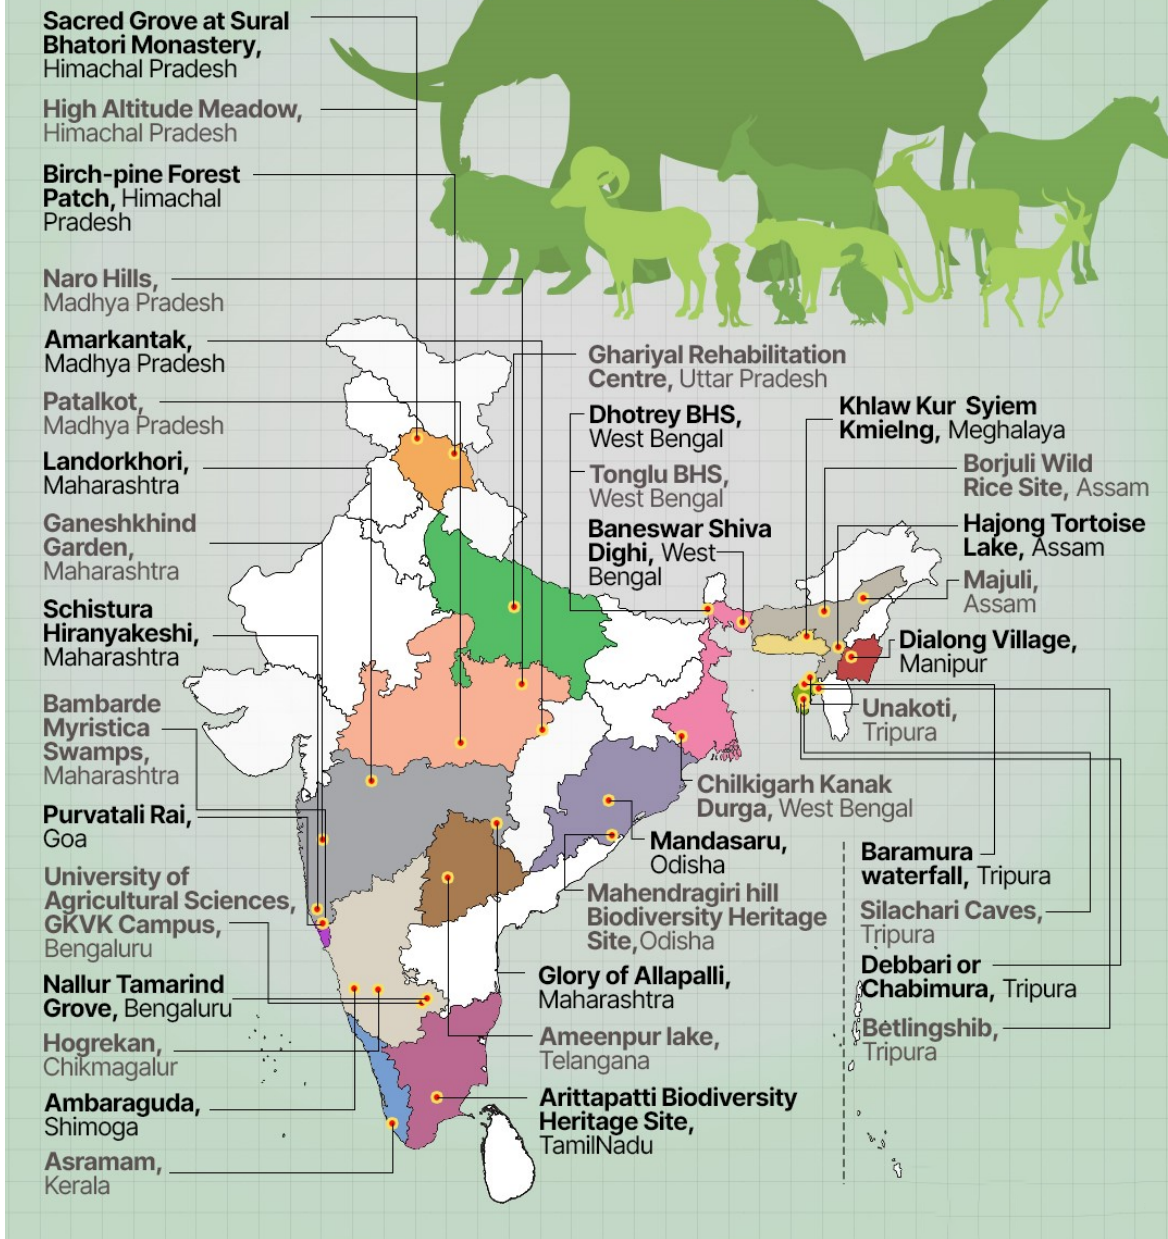 Sacred Grove at Sural
Bhatori Monastery,
Himachal Pradesh
High Altitude Meadow,
Himachal Pradesh
Birch-pine Forest
Patch, Himachal
Pradesh
Naro Hills,
Madhya Pradesh
Amarkantak,
Madhya Pradesh
Patalkot,
Madhya Pradesh
Landorkhori,
Maharashtra
Ganeshkhind
Garden,
Maharashtra
Schistura
Hiranyakeshi,
Maharashtra
Bambarde
Myristica
Swamps,
Maharashtra
Purvatali Rai,
Goa
University of
Agricultural Sciences,
GKVK Campus,
Bengaluru
Nallur Tamarind
Grove, Bengaluru
Hogrekan,
Chikmagalur
Ambaraguda,
Shimoga
Asramam,
Kerala
Ghariyal Rehabilitation
Centre, Uttar Pradesh
Dhotrey BHS,
West Bengal
Tonglu BHS,
West Bengal
Baneswar Shiva
Dighi, West
Bengal
Khlaw Kur Syiem
Kmielng, Meghalaya
Borjuli Wild
Rice Site, Assam
Hajong Tortoise
Lake, Assam
Majuli,
Assam
Dialong Village,
Manipur
Unakoti,
Tripura
Chilkigarh Kanak
Durga, West Bengal
Mandasaru,
Odisha
Mahendragiri hill
Biodiversity Heritage
Site, Odisha
Glory of Allapalli,
Maharashtra
Ameenpur lake,
Telangana
Arittapatti Biodiversity
Heritage Site,
TamilNadu
Baramura
waterfall, Tripura
Silachari Caves,
Tripura
Debbari or
Chabimura, Tripura
Betlingshib,
Tripura